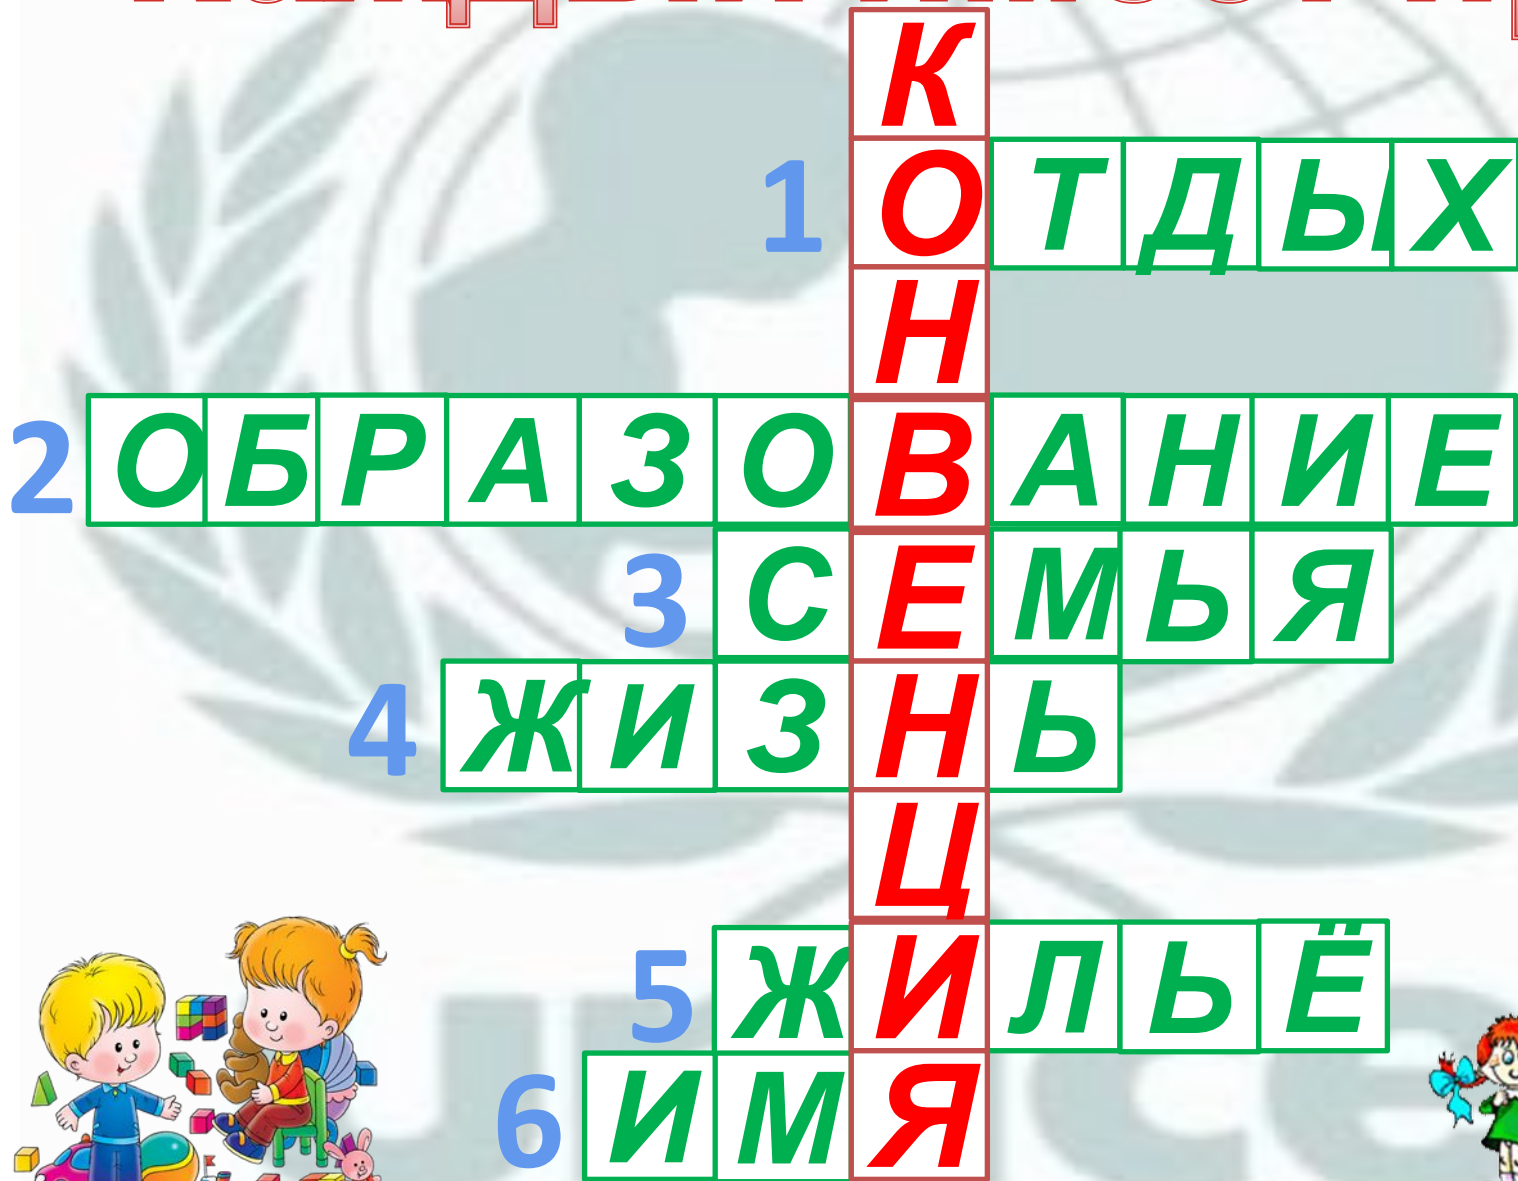 К
1 ОТДЫХ
Н
2 ОБРАЗОВАНИЕ
3 СЕМЬЯ
4 ЖИЗНЬ
Ц
5 ЖИЛЬЁ
6 ИМЯ